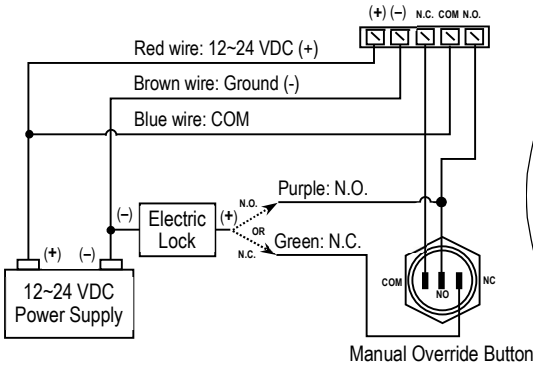 (+) (−) N.C. COM N.O.
Red wire: 12~24 VDC (+)
Brown wire: Ground (-)
Blue wire: COM
N.O.
Purple: N.O.
(−)
Electric
Lock
(+)
OR
N.C.
Green: N.C.
(+) (−)
12~24 VDC
Power Supply
COM
NO
NC
Manual Override Button